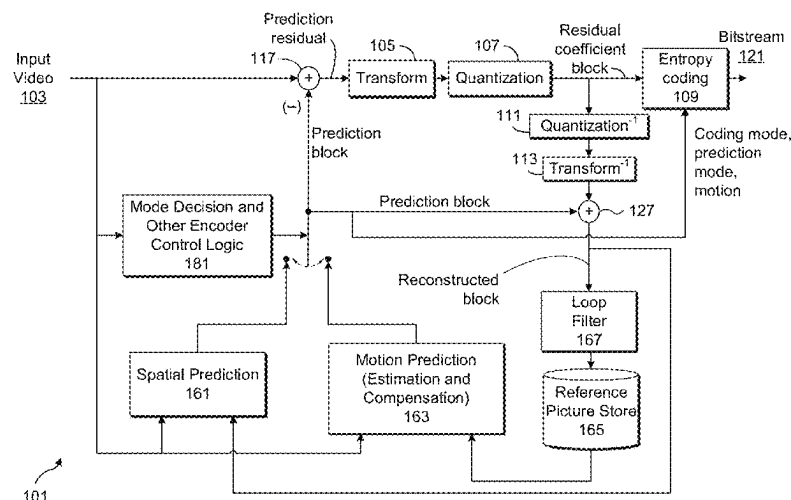 Prediction
residual
Input
Video
103
117
105
Transform
107
Quantization
Residual
coefficient
block
Bitstream
121
Entropy
coding
109
(–)
Prediction
block
111
Quantization-1
113
Transform-1
Coding mode,
prediction
mode,
motion
Mode Decision and
Other Encoder
Control Logic
181
Prediction block
127
Reconstructed
block
Loop
Filter
167
Spatial Prediction
161
Motion Prediction
(Estimation and
Compensation)
163
Reference
Picture Store
165
101